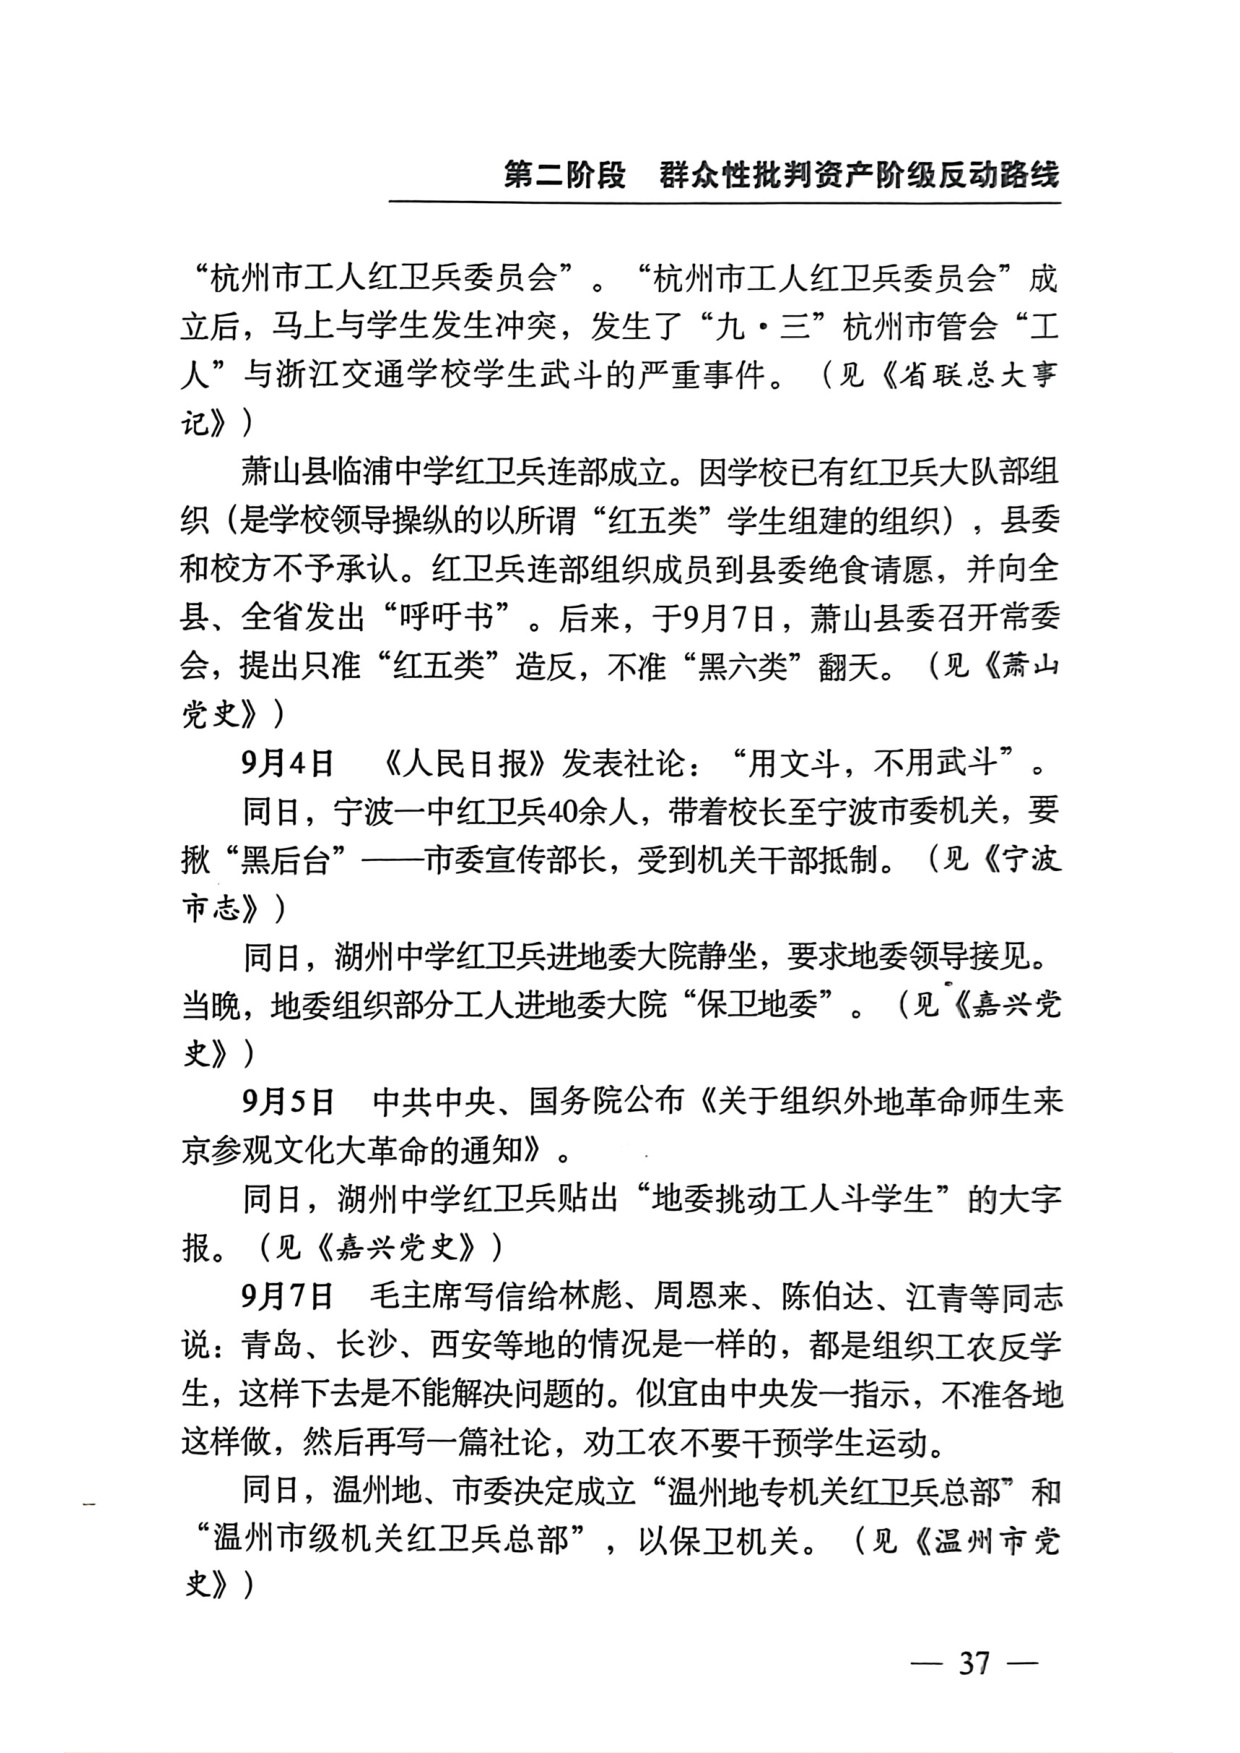 第二阶段　群众性批判资产阶级反动路线
“杭州市工人红卫兵委员会”。“杭州市工人红卫兵委员会”成
立后，马上与学生发生冲突，发生了“九·三”杭州市管会“工
人”与浙江交通学校学生武斗的严重事件。（见《省联总大事
记》）
萧山县临浦中学红卫兵连部成立。因学校已有红卫兵大队部组
织（是学校领导操纵的以所谓“红五类”学生组建的组织），县委
和校方不予承认。红卫兵连部组织成员到县委绝食请愿，并向全
县、全省发出“呼吁书”。后来，于9月7日，萧山县委召开常委
会，提出只准“红五类”造反，不准“黑六类”翻天。（见《萧山
党史》）
9月4日　《人民日报》发表社论：“用文斗，不用武斗”。
同日，宁波一中红卫兵40余人，带着校长至宁波市委机关，要
揪“黑后台”——市委宣传部长，受到机关干部抵制。（见《宁波
市志》）
同日，湖州中学红卫兵进地委大院静坐，要求地委领导接见。
当晚，地委组织部分工人进地委大院“保卫地委”。（见《嘉兴党
史》）
9月5日　中共中央、国务院公布《关于组织外地革命师生来
京参观文化大革命的通知》。
同日，湖州中学红卫兵贴出“地委挑动工人斗学生”的大字
报。（见《嘉兴党史》）
9月7日　毛主席写信给林彪、周恩来、陈伯达、江青等同志
说：青岛、长沙、西安等地的情况是一样的，都是组织工农反学
生，这样下去是不能解决问题的。似宜由中央发一指示，不准各地
这样做，然后再写一篇社论，劝工农不要干预学生运动。
同日，温州地、市委决定成立“温州地专机关红卫兵总部”和
“温州市级机关红卫兵总部”，以保卫机关。（见《温州市党
史》）
— 37 —